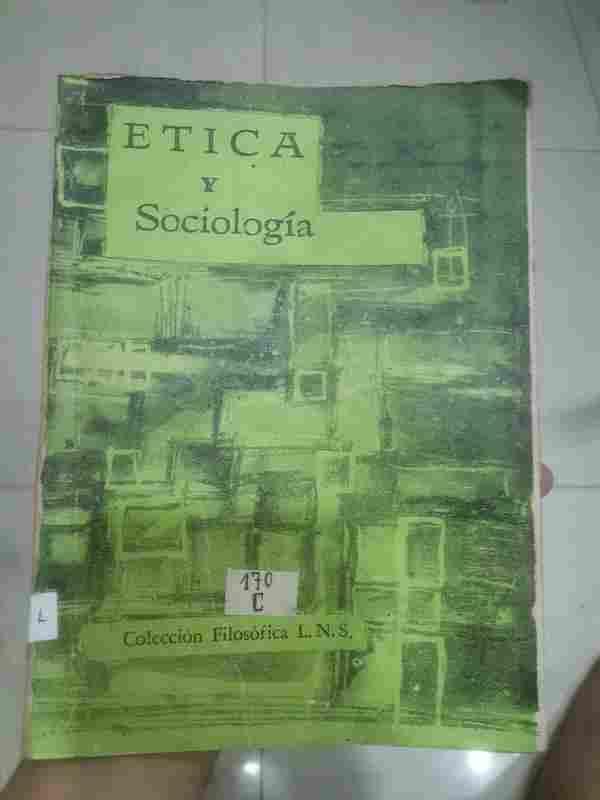 ETICA
Y
Sociología
170
C
Colección Filosófica L. N. S.
L